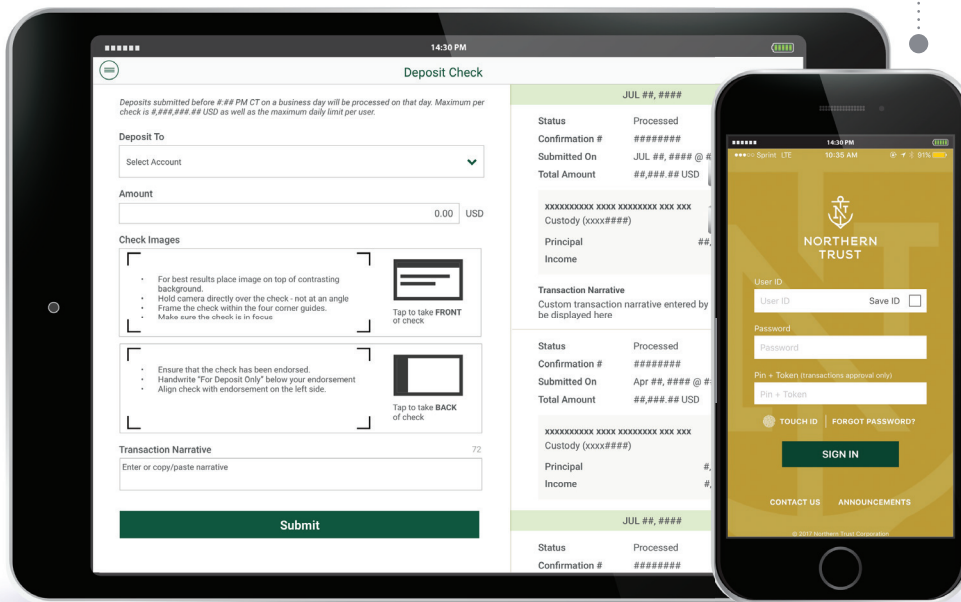 14:30 PM
Deposit Check
Deposits submitted before #:## PM CT on a business day will be processed on that day. Maximum per
check is #,###,###.## USD as well as the maximum daily limit per user.
Deposit To
Select Account
Amount
0.00 USD
Check Images
• For best results place image on top of contrasting
background.
• Hold camera directly over the check - not at an angle
• Frame the check within the four corner guides.
• Make sure the check is in focus
Tap to take FRONT
of check
• Ensure that the check has been endorsed.
• Handwrite "For Deposit Only" below your endorsement
• Align check with endorsement on the left side.
Tap to take BACK
of check
Transaction Narrative 72
Enter or copy/paste narrative
Submit
JUL ##, ####
Status Processed
Confirmation # ########
Submitted On JUL ##, #### @ #
Total Amount ##,###.## USD
xxxxxxxxxx xxxx xxxxxxxx xxx xxx
Custody (xxxx####)
Principal ##,
Income
Transaction Narrative
Custom transaction narrative entered by
be displayed here
Status Processed
Confirmation # ########
Submitted On Apr ##, #### @ #
Total Amount ##,###.## USD
xxxxxxxxxx xxxx xxxxxxxx xxx xxx
Custody (xxxx####)
Principal #,
Income #,
JUL ##, ####
Status Processed
Confirmation # ########
14:30 PM
Sprint LTE 10:35 AM 91%
NORTHERN
TRUST
User ID
User ID Save ID
Password
Password
Pin + Token (transactions approval only)
Pin + Token
TOUCH ID | FORGOT PASSWORD?
SIGN IN
CONTACT US ANNOUNCEMENTS
© 2017 Northern Trust Corporation